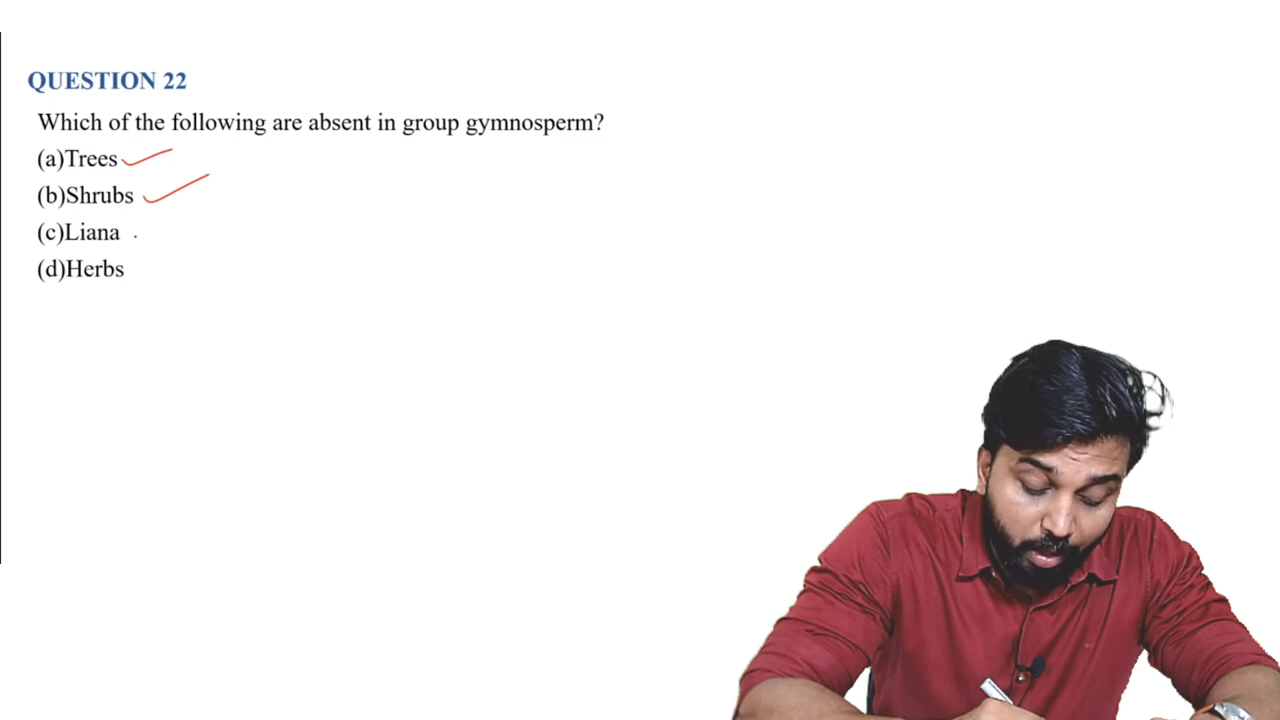 QUESTION 22
Which of the following are absent in group gymnosperm?
(a)Trees
(b)Shrubs
(c)Liana
(d)Herbs